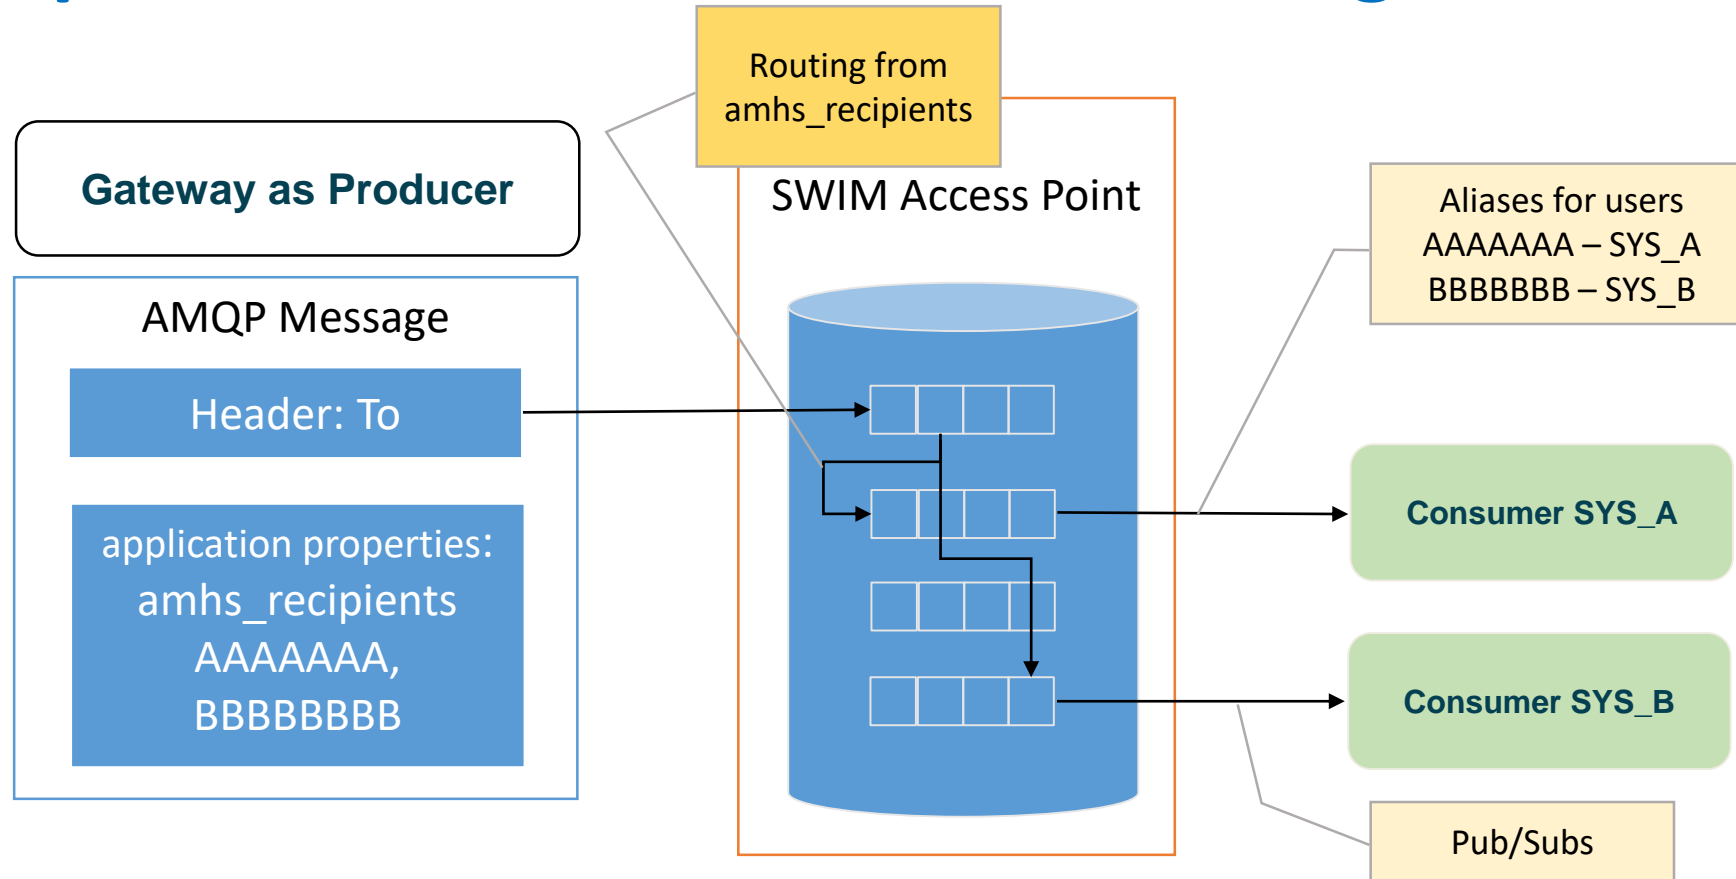 Routing from
amhs_recipients
Gateway as Producer
SWIM Access Point
Aliases for users
AAAAAAA – SYS_A
BBBBBBB – SYS_B
AMQP Message
Header: To
application properties:
amhs_recipients
AAAAAAA,
BBBBBBBB
Consumer SYS_A
Consumer SYS_B
Pub/Subs